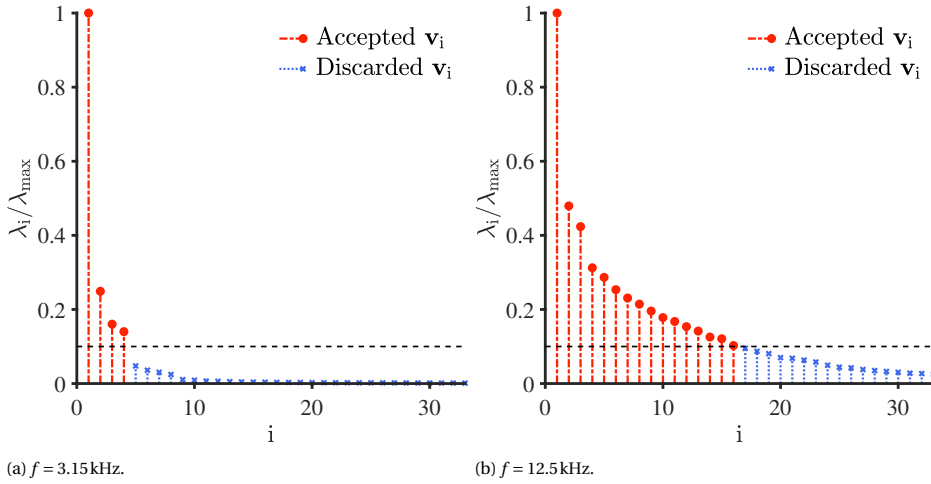 1
0.8
0.6
0.4
0.2
0
λi/λmax
Accepted vi
Discarded vi
0 10 20 30
i
(a) f = 3.15 kHz.
1
0.8
0.6
0.4
0.2
0
λi/λmax
Accepted vi
Discarded vi
0 10 20 30
i
(b) f = 12.5 kHz.